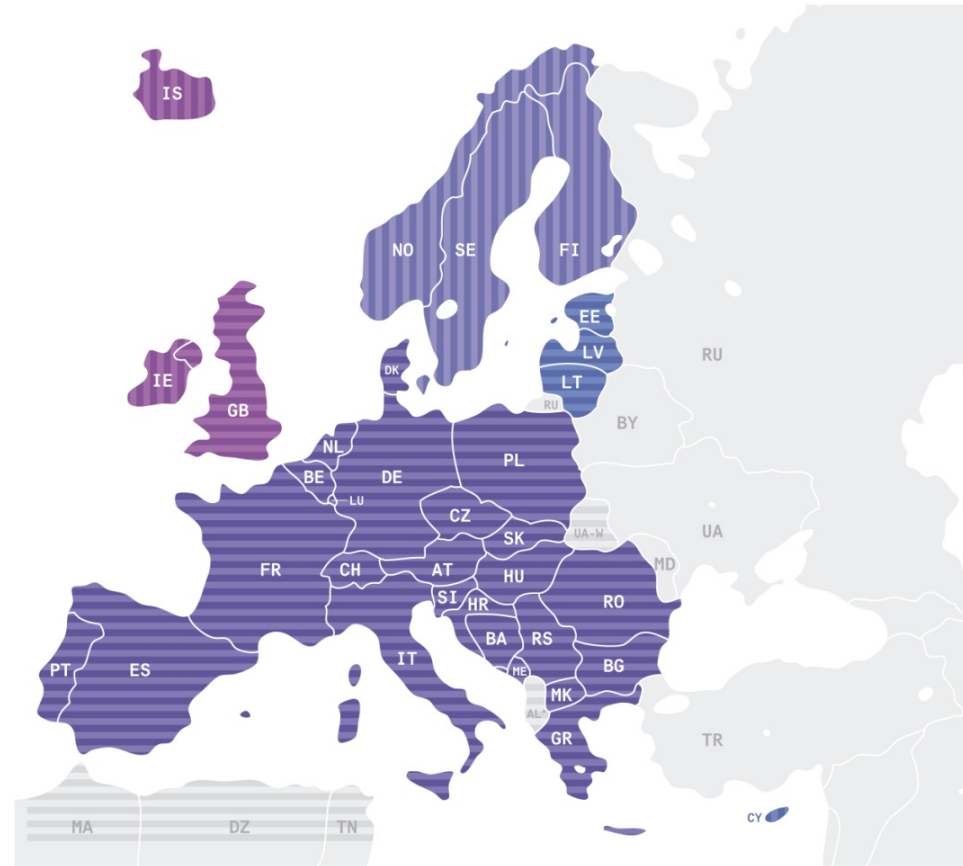 IS
NO
SE
FI
EE
LV
RU
LT
DK
IE
RU
GB
BY
NL
PL
BE
DE
LU
CZ
UA-W
UA
SK
MD
FR
CH
AT
HU
SI
HR
RO
BA
RS
IT
PT
ES
ME
BG
MK
AL*
GR
TR
CY
MA
DZ
TN